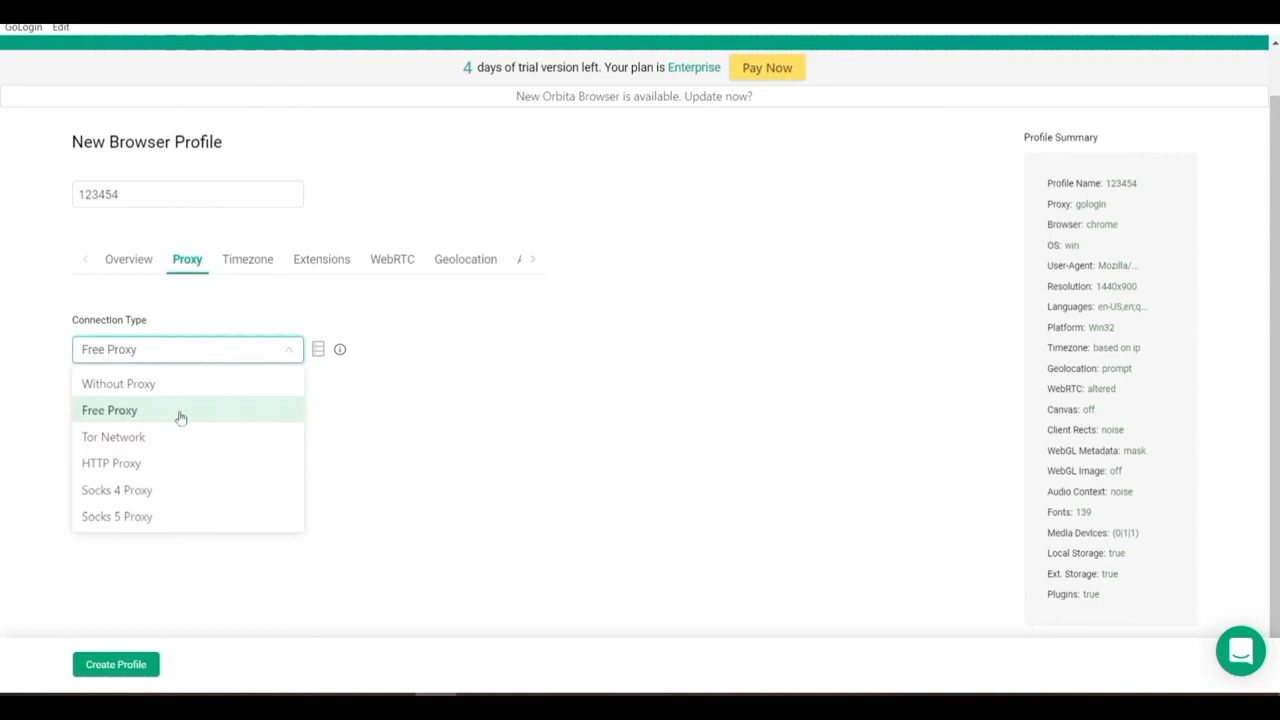 GoLogin Edit
4 days of trial version left. Your plan is Enterprise Pay Now
New Orbita Browser is available. Update now?
New Browser Profile
123454
Overview Proxy Timezone Extensions WebRTC Geolocation
Connection Type
Free Proxy
Without Proxy
Free Proxy
Tor Network
HTTP Proxy
Socks 4 Proxy
Socks 5 Proxy
Create Profile
Profile Summary
Profile Name: 123454
Proxy: gologin
Browser: chrome
OS: win
User-Agent: Mozilla/...
Resolution: 1440x900
Languages: en-US,en;q...
Platform: Win32
Timezone: based on ip
Geolocation: prompt
WebRTC: altered
Canvas: off
Client Rects: noise
WebGL Metadata: mask
WebGL Image: off
Audio Context: noise
Fonts: 139
Media Devices: (0|1|1)
Local Storage: true
Ext. Storage: true
Plugins: true